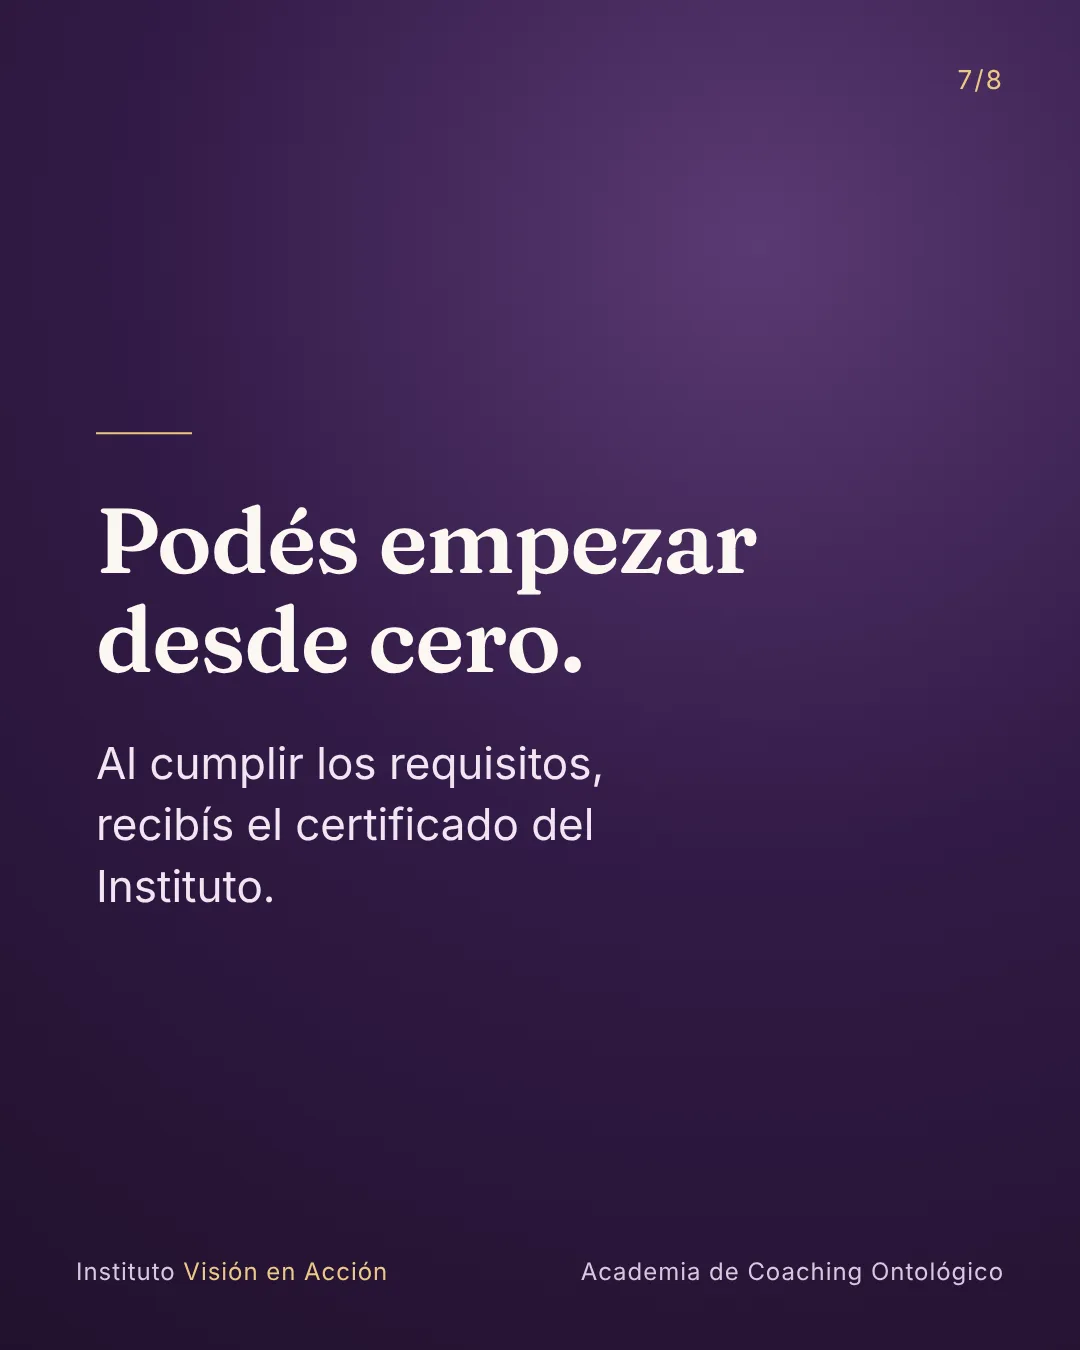 7/8
Podés empezar
desde cero.
Al cumplir los requisitos,
recibís el certificado del
Instituto.
Instituto Visión en Acción
Academia de Coaching Ontológico